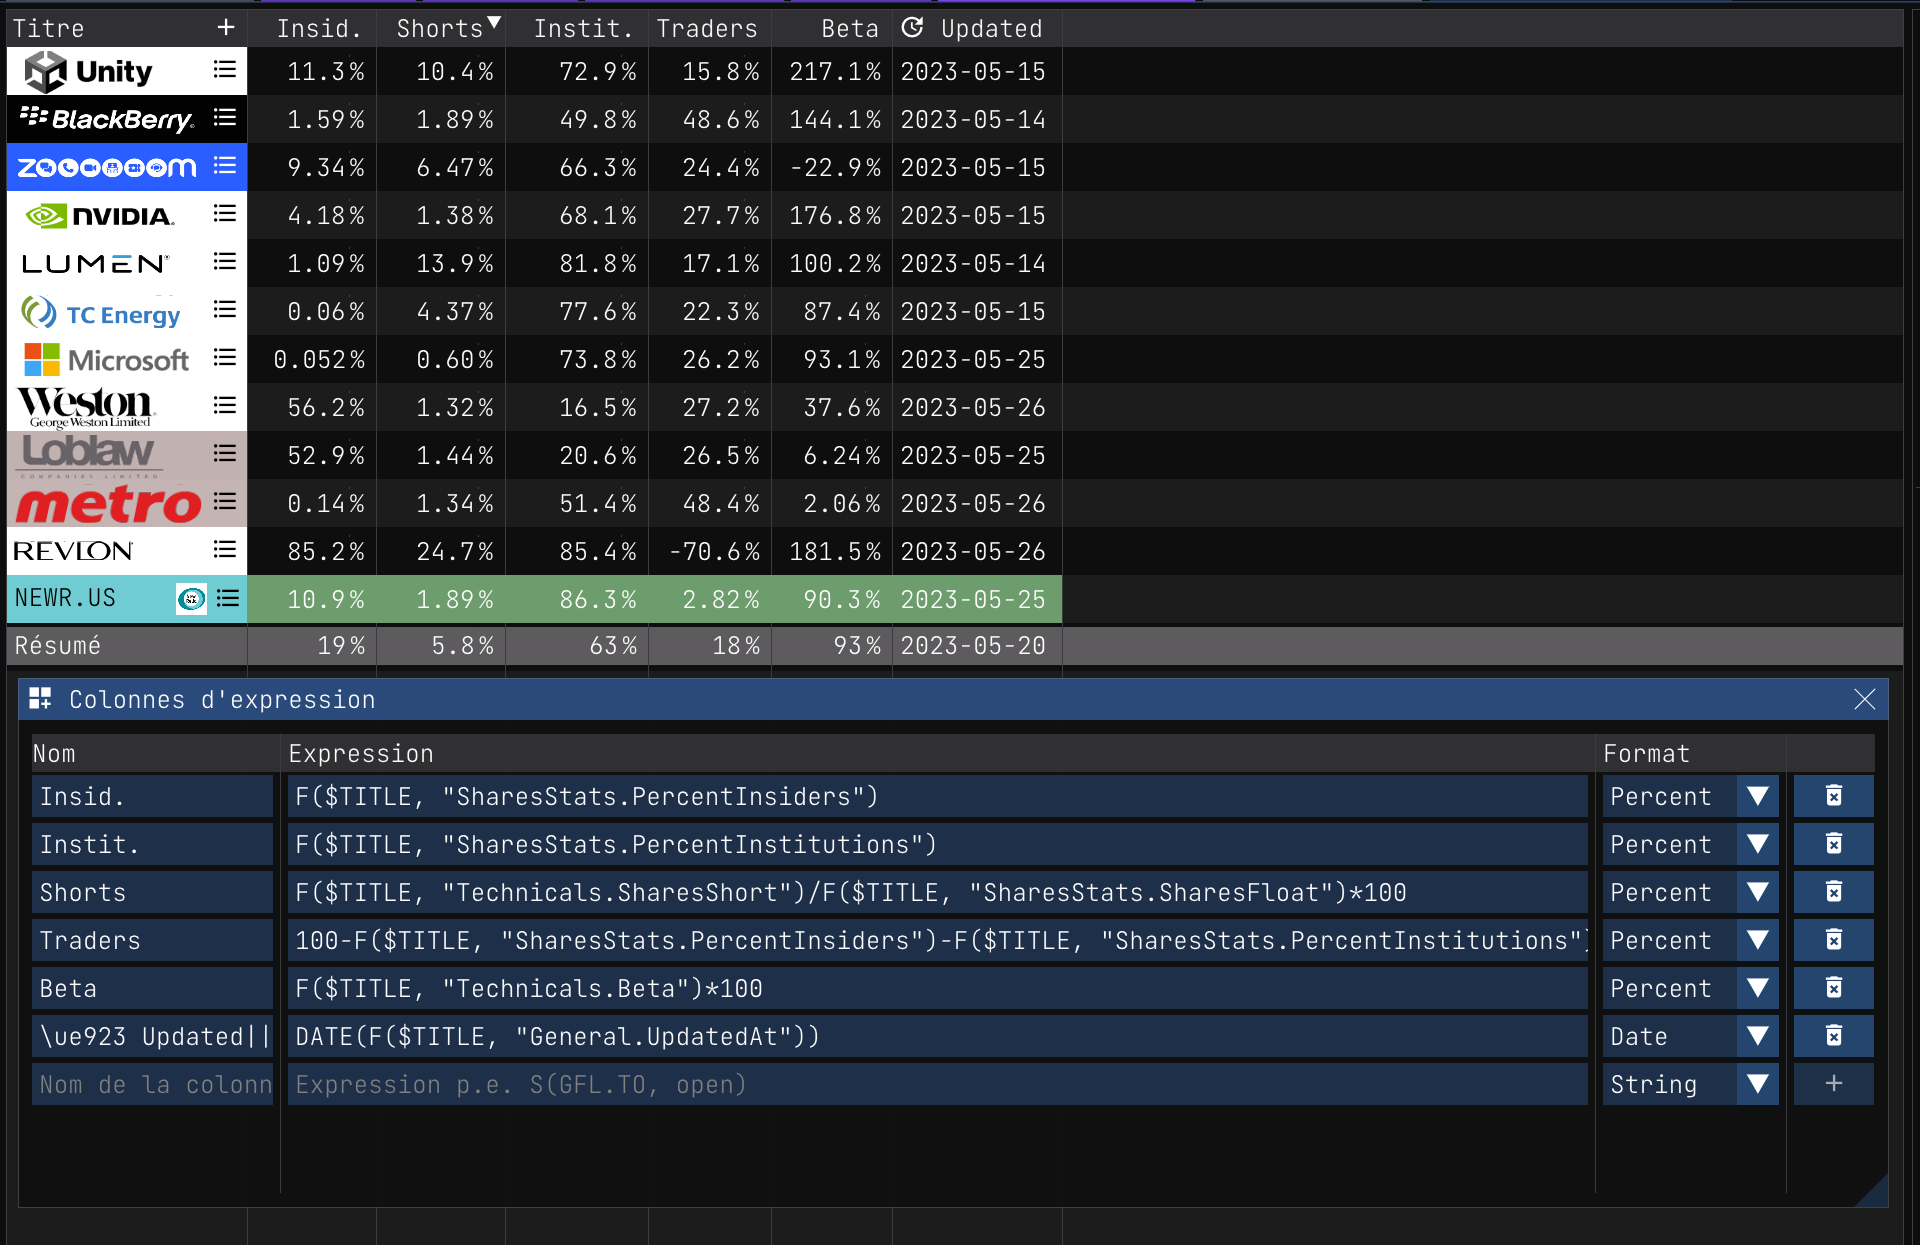 Titre + Insid. Shorts Instit. Traders Beta Updated
Unity 11.3% 10.4% 72.9% 15.8% 217.1% 2023-05-15
BlackBerry 1.59% 1.89% 49.8% 48.6% 144.1% 2023-05-14
zoooooom 9.34% 6.47% 66.3% 24.4% -22.9% 2023-05-15
NVIDIA. 4.18% 1.38% 68.1% 27.7% 176.8% 2023-05-15
LUMEN® 1.09% 13.9% 81.8% 17.1% 100.2% 2023-05-14
TC Energy 0.06% 4.37% 77.6% 22.3% 87.4% 2023-05-15
Microsoft 0.052% 0.60% 73.8% 26.2% 93.1% 2023-05-25
Weston 56.2% 1.32% 16.5% 27.2% 37.6% 2023-05-26
George Weston Limited
Loblaw 52.9% 1.44% 20.6% 26.5% 6.24% 2023-05-25
COMPANIES LIMITED
metro 0.14% 1.34% 51.4% 48.4% 2.06% 2023-05-26
REVLON 85.2% 24.7% 85.4% -70.6% 181.5% 2023-05-26
NEWR.US 10.9% 1.89% 86.3% 2.82% 90.3% 2023-05-25
Résumé 19% 5.8% 63% 18% 93% 2023-05-20
Colonnes d'expression
Nom Expression Format
Insid. F($TITLE, "SharesStats.PercentInsiders") Percent
Instit. F($TITLE, "SharesStats.PercentInstitutions") Percent
Shorts F($TITLE, "Technicals.SharesShort")/F($TITLE, "SharesStats.SharesFloat")*100 Percent
Traders 100-F($TITLE, "SharesStats.PercentInsiders")-F($TITLE, "SharesStats.PercentInstitutions") Percent
Beta F($TITLE, "Technicals.Beta")*100 Percent
\ue923 Updated|| DATE(F($TITLE, "General.UpdatedAt")) Date
Nom de la colonn Expression p.e. S(GFL.TO, open) String +